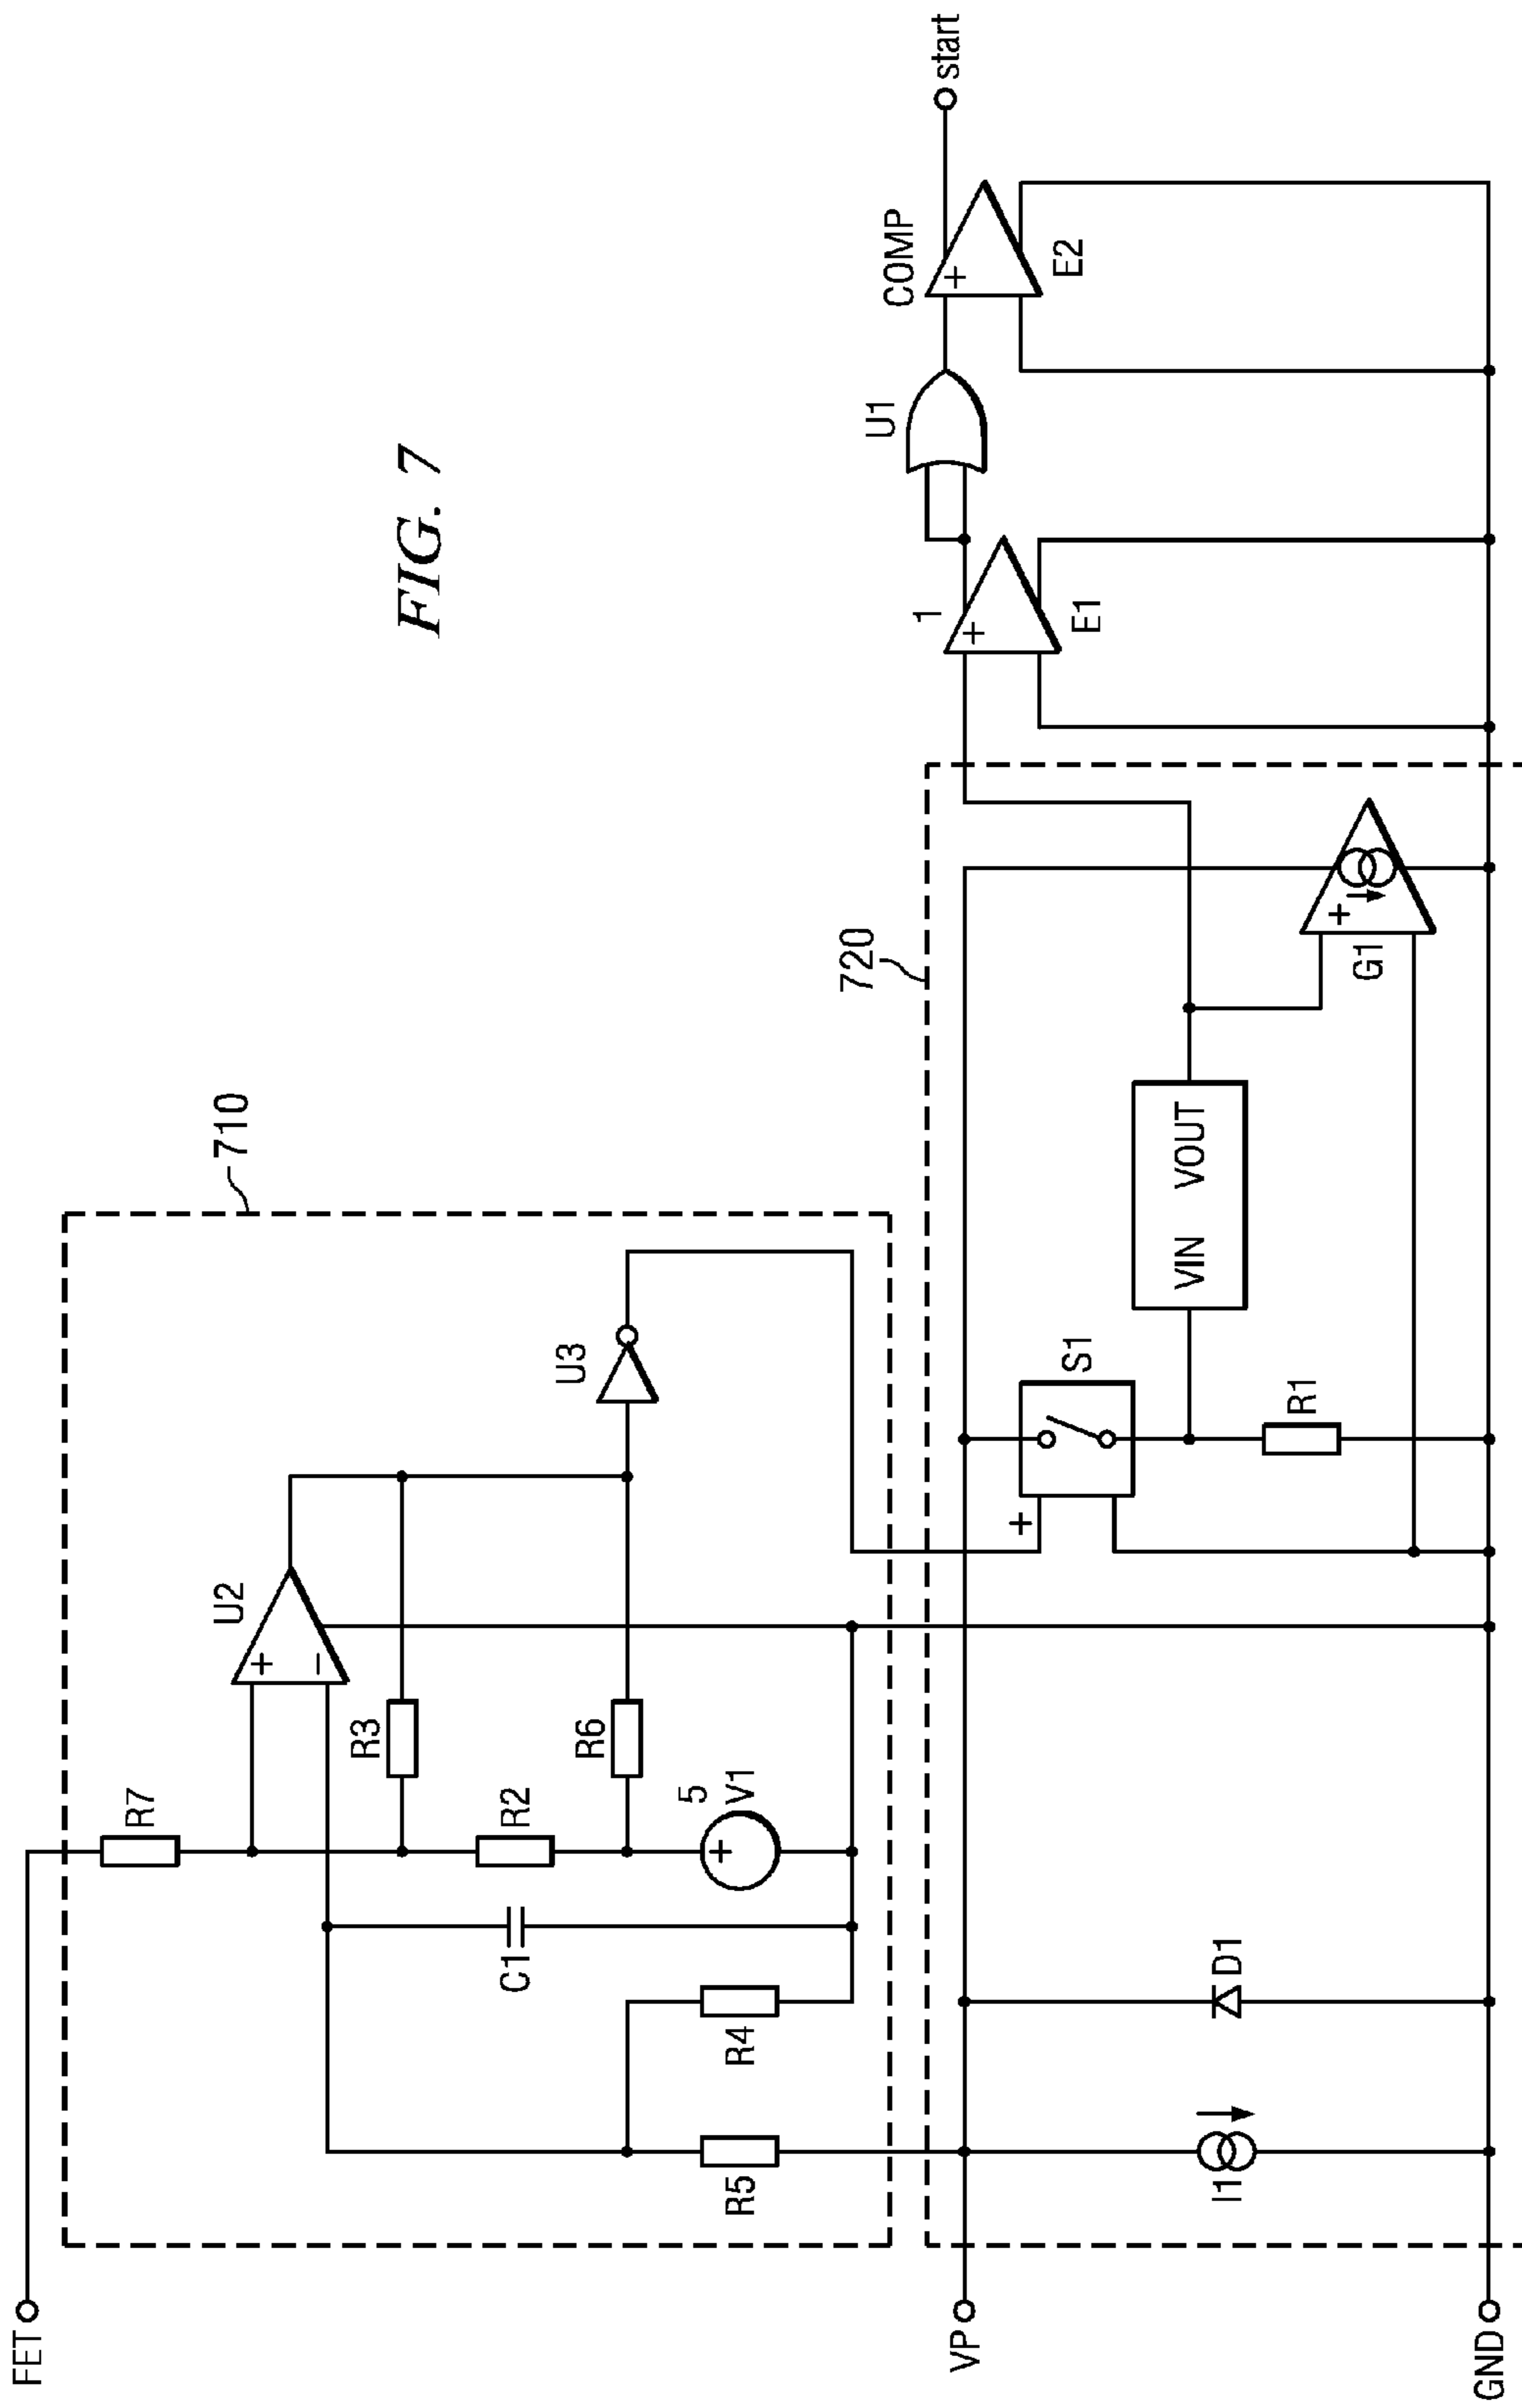 FIG. 7
FET
710
R7
U2
+
−
R3
R2
R6
U3
C1
5
V1
R4
R5
VP
720
+
S1
I1
D1
R1
VIN VOUT
+
G1
1
+
E1
U1
COMP
+
E2
start
GND